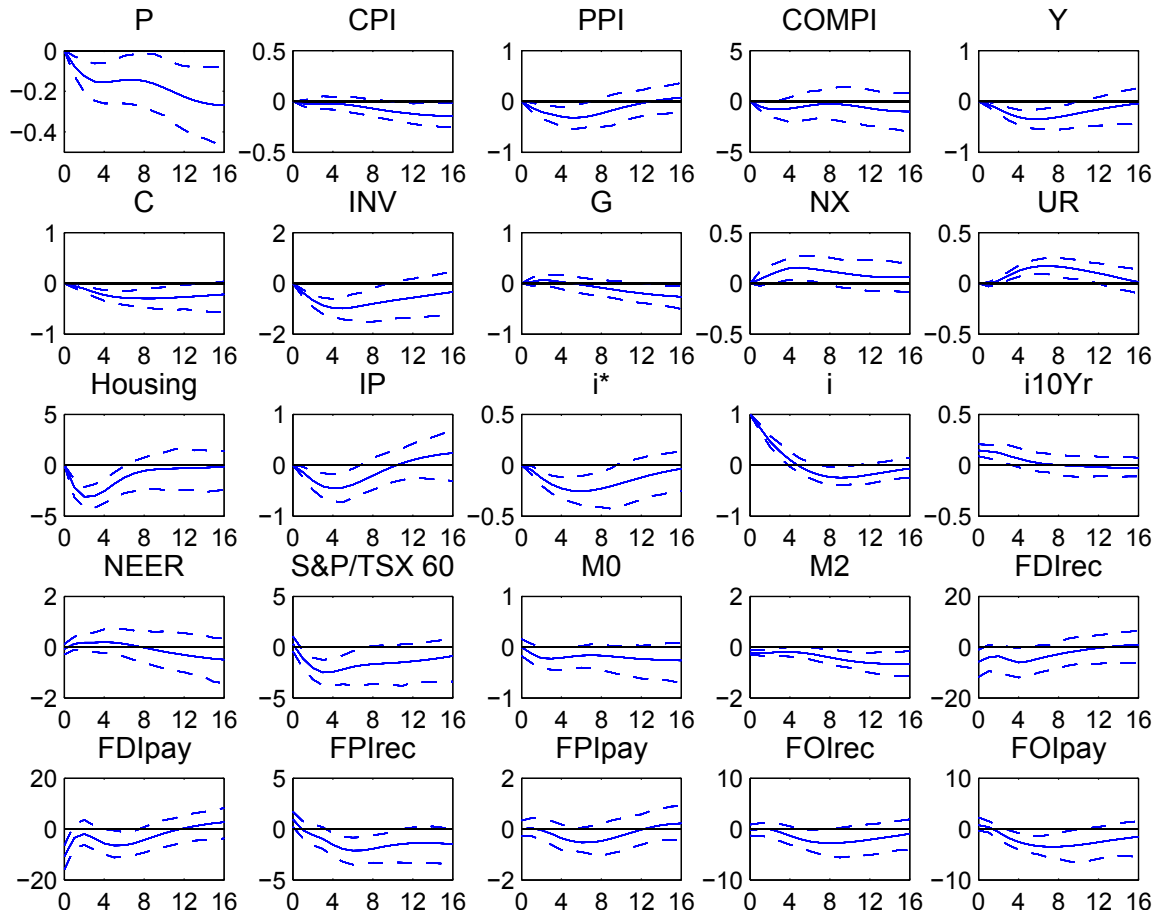 P CPI PPI COMPI Y
0 0.5 1 5 1
−0.2 0 0 0 0
−0.4 −0.5 −1 −5 −1
0 4 8 12 16 0 4 8 12 16 0 4 8 12 16 0 4 8 12 16 0 4 8 12 16
C INV G NX UR
1 2 1 0.5 0.5
0 0 0 0 0
−1 −2 −1 −0.5 −0.5
0 4 8 12 16 0 4 8 12 16 0 4 8 12 16 0 4 8 12 16 0 4 8 12 16
Housing IP i* i i10Yr
5 1 0.5 1 0.5
0 0 0 0 0
−5 −1 −0.5 −1 −0.5
0 4 8 12 16 0 4 8 12 16 0 4 8 12 16 0 4 8 12 16 0 4 8 12 16
NEER S&P/TSX 60 M0 M2 FDIrec
2 5 1 2 20
0 0 0 0 0
−2 −5 −1 −2 −20
0 4 8 12 16 0 4 8 12 16 0 4 8 12 16 0 4 8 12 16 0 4 8 12 16
FDIpay FPIrec FPIpay FOIrec FOIpay
20 5 2 10 10
0 0 0 0 0
−20 −5 −2 −10 −10
0 4 8 12 16 0 4 8 12 16 0 4 8 12 16 0 4 8 12 16 0 4 8 12 16